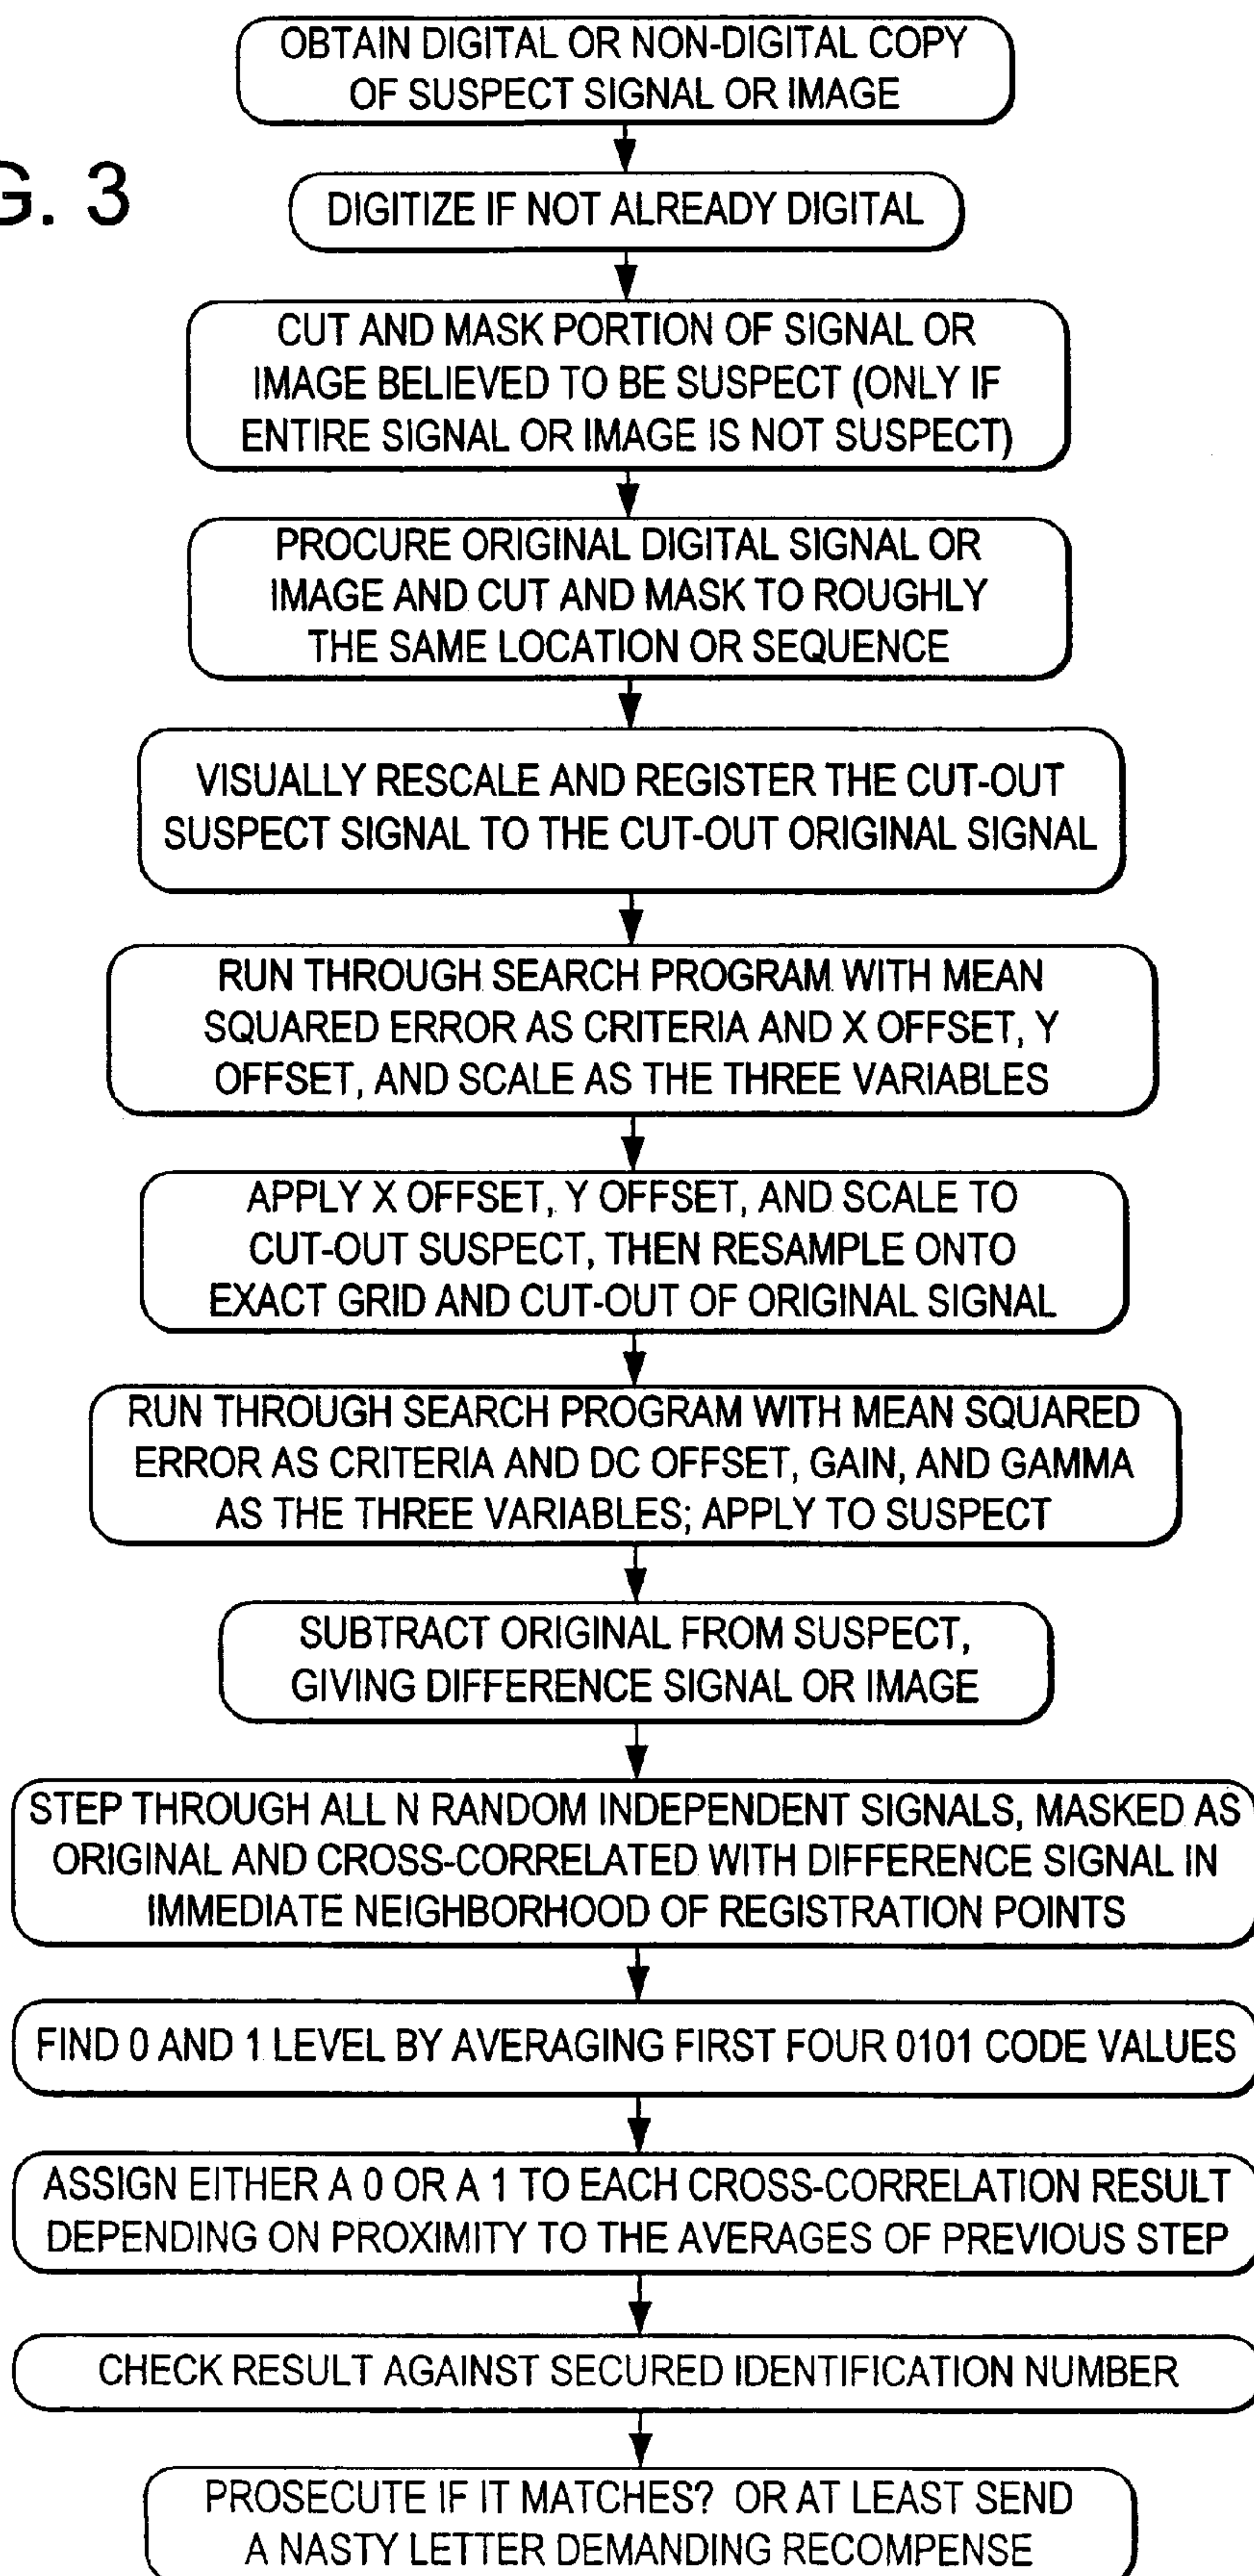 OBTAIN DIGITAL OR NON-DIGITAL COPY
OF SUSPECT SIGNAL OR IMAGE
G. 3
DIGITIZE IF NOT ALREADY DIGITAL
CUT AND MASK PORTION OF SIGNAL OR
IMAGE BELIEVED TO BE SUSPECT (ONLY IF
ENTIRE SIGNAL OR IMAGE IS NOT SUSPECT)
PROCURE ORIGINAL DIGITAL SIGNAL OR
IMAGE AND CUT AND MASK TO ROUGHLY
THE SAME LOCATION OR SEQUENCE
VISUALLY RESCALE AND REGISTER THE CUT-OUT
SUSPECT SIGNAL TO THE CUT-OUT ORIGINAL SIGNAL
RUN THROUGH SEARCH PROGRAM WITH MEAN
SQUARED ERROR AS CRITERIA AND X OFFSET, Y
OFFSET, AND SCALE AS THE THREE VARIABLES
APPLY X OFFSET, Y OFFSET, AND SCALE TO
CUT-OUT SUSPECT, THEN RESAMPLE ONTO
EXACT GRID AND CUT-OUT OF ORIGINAL SIGNAL
RUN THROUGH SEARCH PROGRAM WITH MEAN SQUARED
ERROR AS CRITERIA AND DC OFFSET, GAIN, AND GAMMA
AS THE THREE VARIABLES; APPLY TO SUSPECT
SUBTRACT ORIGINAL FROM SUSPECT,
GIVING DIFFERENCE SIGNAL OR IMAGE
STEP THROUGH ALL N RANDOM INDEPENDENT SIGNALS, MASKED AS
ORIGINAL AND CROSS-CORRELATED WITH DIFFERENCE SIGNAL IN
IMMEDIATE NEIGHBORHOOD OF REGISTRATION POINTS
FIND 0 AND 1 LEVEL BY AVERAGING FIRST FOUR 0101 CODE VALUES
ASSIGN EITHER A 0 OR A 1 TO EACH CROSS-CORRELATION RESULT
DEPENDING ON PROXIMITY TO THE AVERAGES OF PREVIOUS STEP
CHECK RESULT AGAINST SECURED IDENTIFICATION NUMBER
PROSECUTE IF IT MATCHES? OR AT LEAST SEND
A NASTY LETTER DEMANDING RECOMPENSE